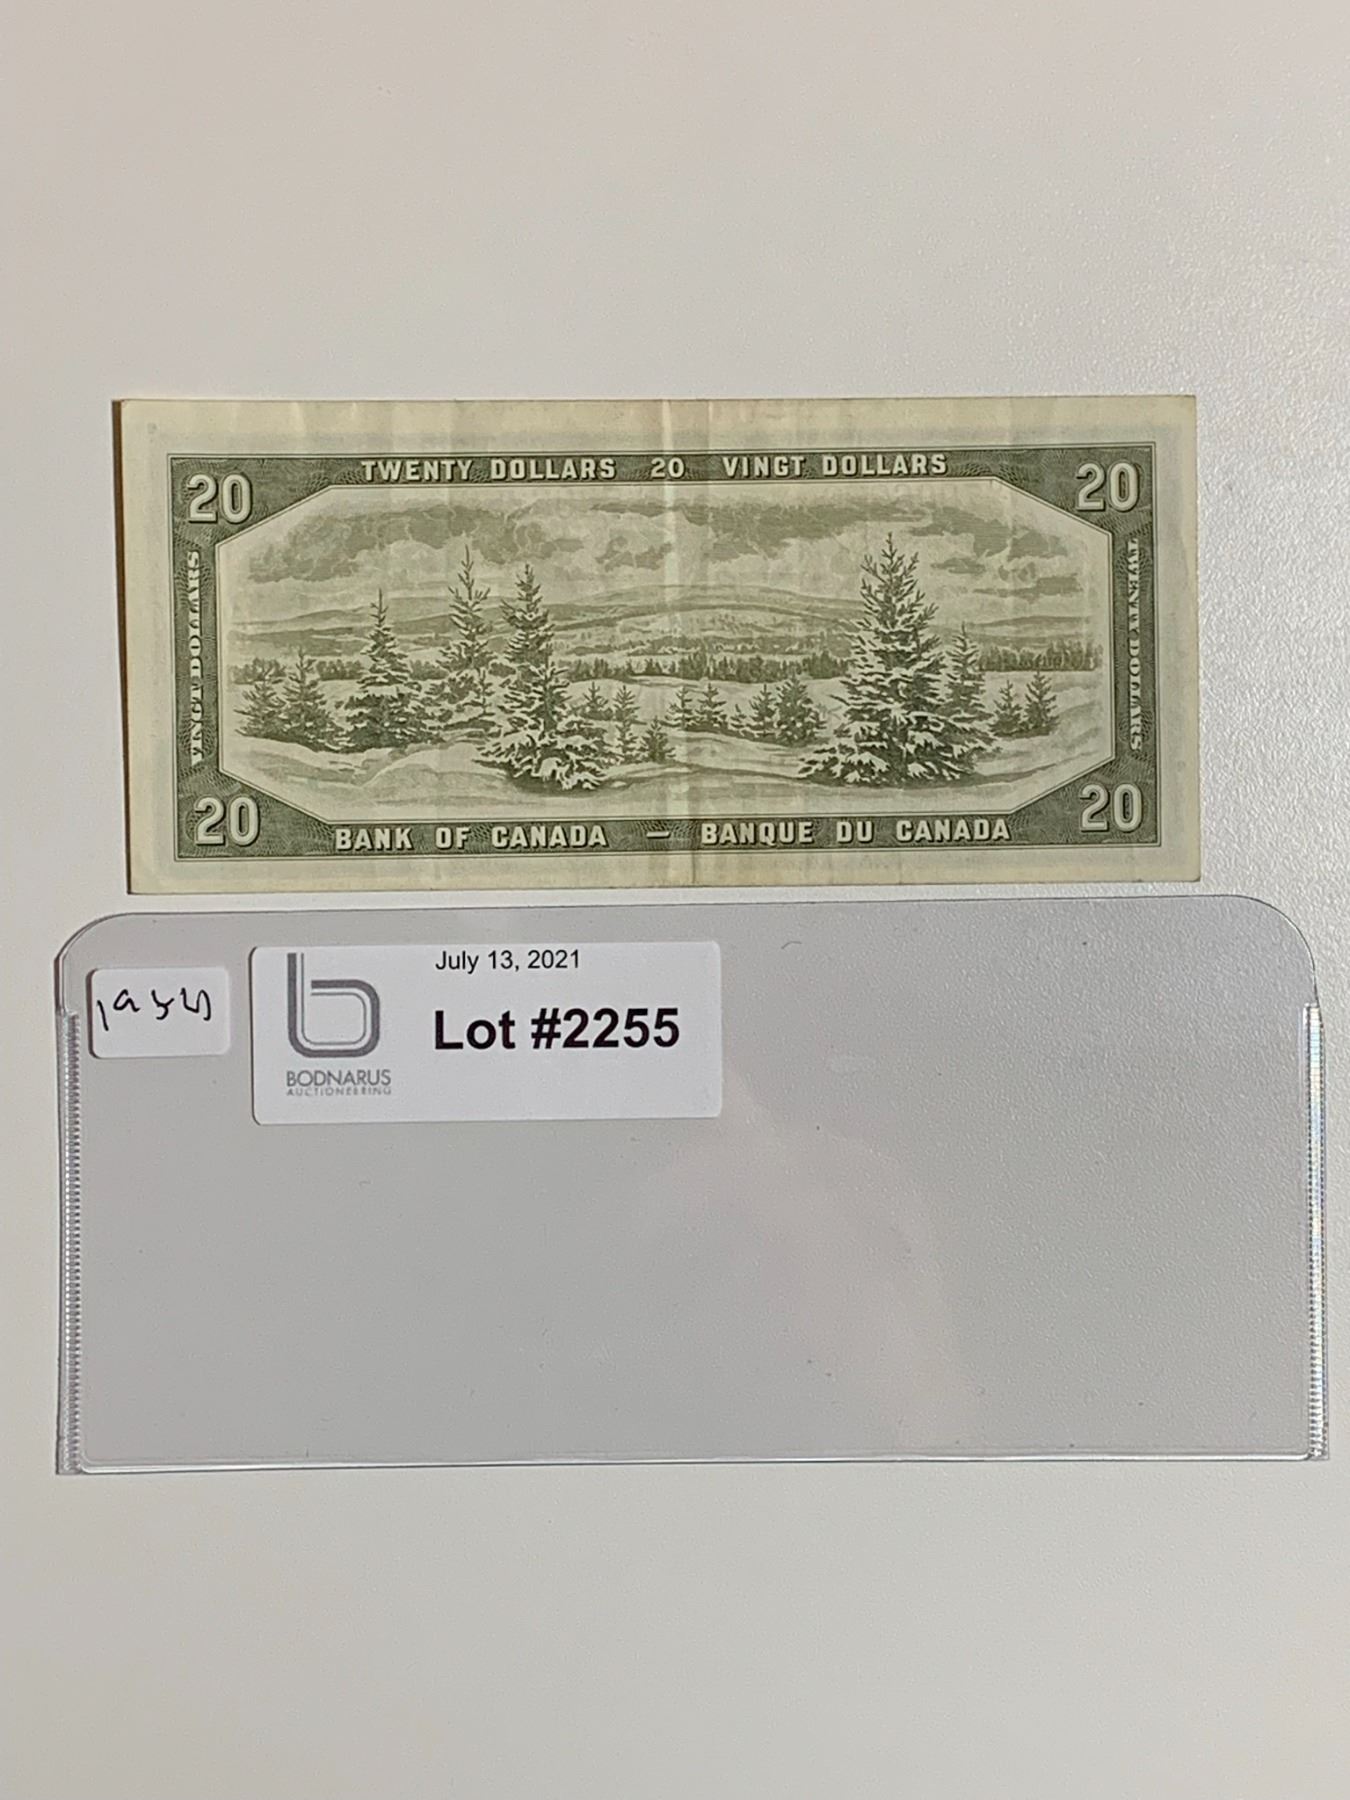 TWENTY DOLLARS 20 VINGT DOLLARS
20
20
VINGT DOLLARS
TWENTY DOLLARS
20
20
BANK OF CANADA — BANQUE DU CANADA
1954
July 13, 2021
Lot #2255
BODNARUS
AUCTIONEERING